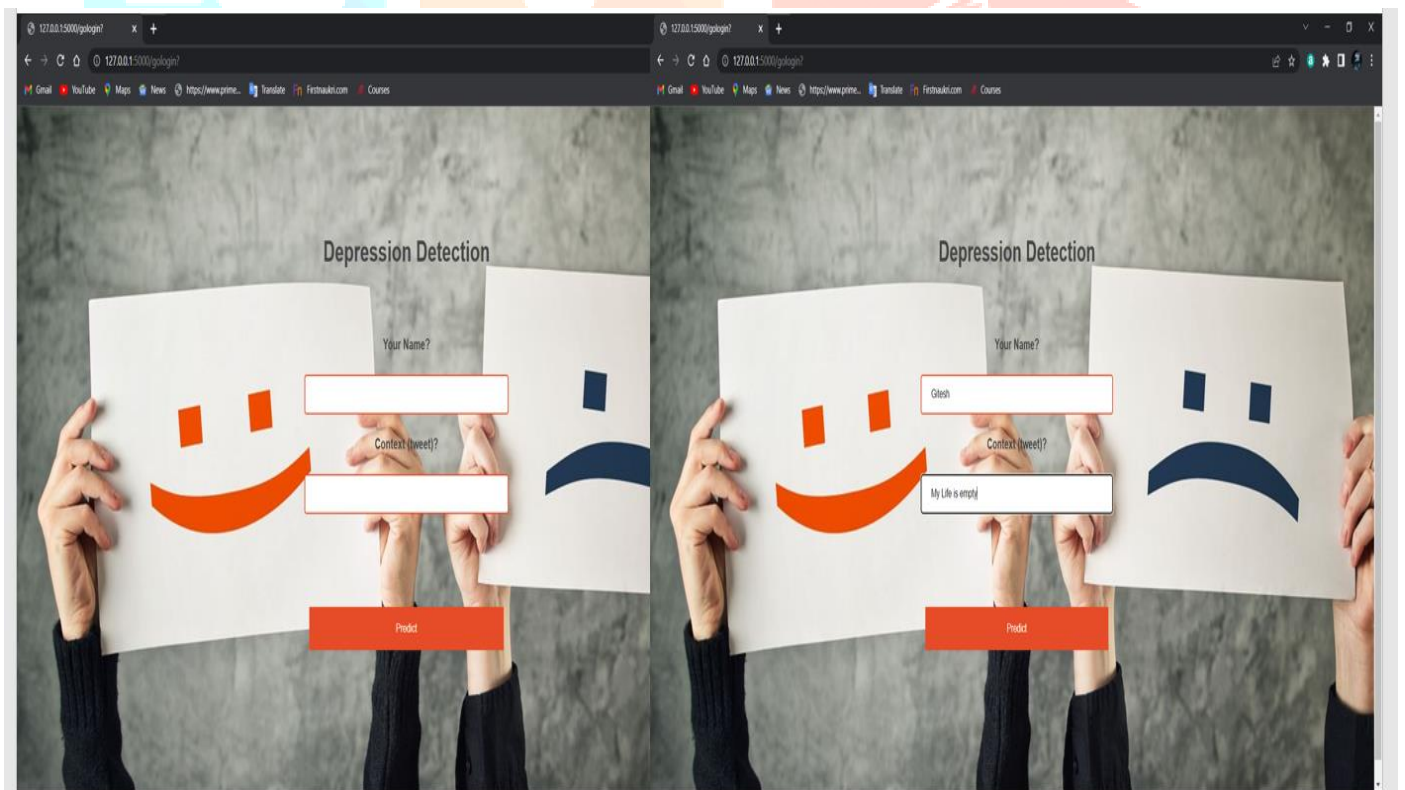 127.0.0.1:5000/gologin? x +
127.0.0.1:5000/gologin?
Gmail YouTube Maps News https://www.prime... Translate Firstnaukri.com Courses
Depression Detection
Your Name?
Context (tweet)?
Predict
127.0.0.1:5000/gologin? x +
127.0.0.1:5000/gologin?
Gmail YouTube Maps News https://www.prime... Translate Firstnaukri.com Courses
Depression Detection
Your Name?
Gitesh
Context (tweet)?
My Life is empty
Predict